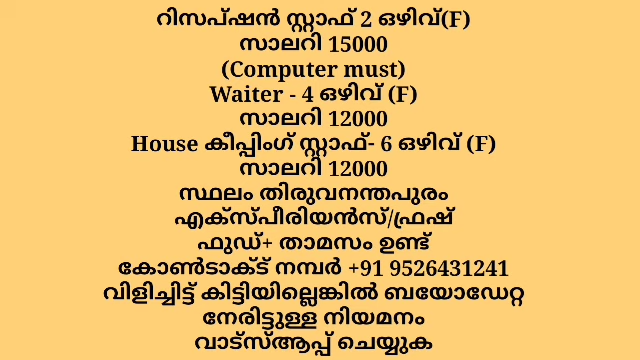 റിസപ്ഷൻ സ്റ്റാഫ് 2 ഒഴിവ്(F)
സാലറി 15000
(Computer must)
Waiter - 4 ഒഴിവ് (F)
സാലറി 12000
House കീപ്പിംഗ് സ്റ്റാഫ്- 6 ഒഴിവ് (F)
സാലറി 12000
സ്ഥലം തിരുവനന്തപുരം
എക്സ്പീരിയൻസ്/ഫ്രഷ്
ഫുഡ്+ താമസം ഉണ്ട്
കോൺടാക്ട് നമ്പർ +91 9526431241
വിളിച്ചിട്ട് കിട്ടിയില്ലെങ്കിൽ ബയോഡേറ്റ
നേരിട്ടുള്ള നിയമനം
വാട്സ്ആപ്പ് ചെയ്യുക